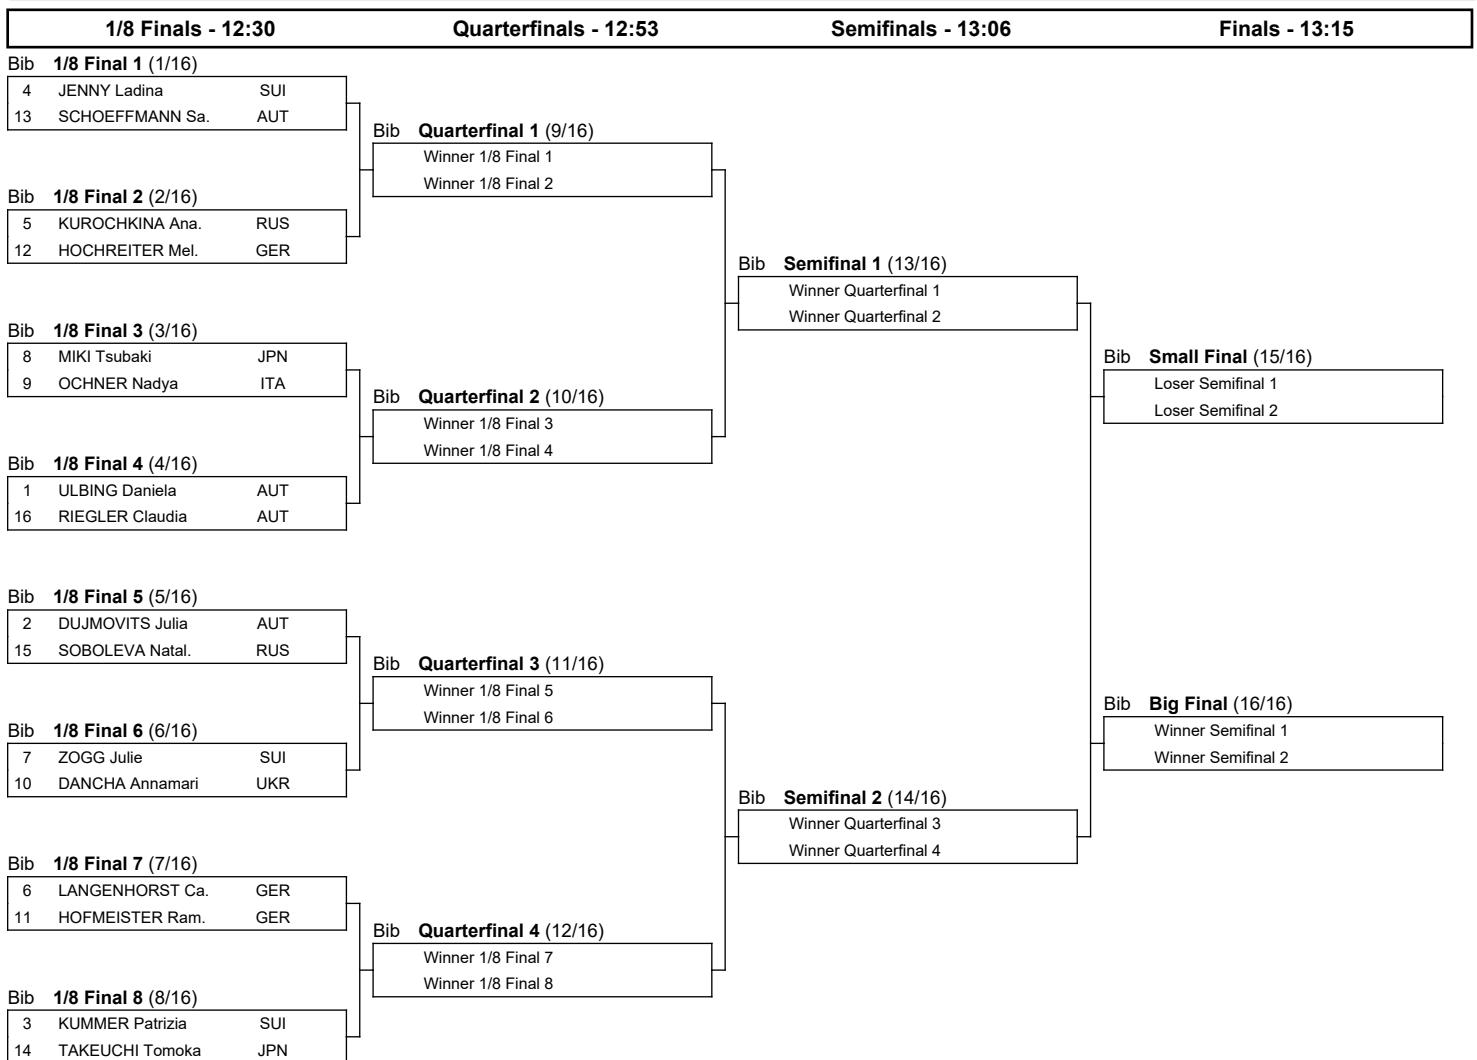 1/8 Finals - 12:30 Quarterfinals - 12:53 Semifinals - 13:06 Finals - 13:15
Bib 1/8 Final 1 (1/16)
4 JENNY Ladina SUI
13 SCHOEFFMANN Sa. AUT
Bib Quarterfinal 1 (9/16)
Winner 1/8 Final 1
Winner 1/8 Final 2
Bib 1/8 Final 2 (2/16)
5 KUROCHKINA Ana. RUS
12 HOCHREITER Mel. GER
Bib Semifinal 1 (13/16)
Winner Quarterfinal 1
Winner Quarterfinal 2
Bib 1/8 Final 3 (3/16)
8 MIKI Tsubaki JPN
9 OCHNER Nadya ITA
Bib Small Final (15/16)
Loser Semifinal 1
Loser Semifinal 2
Bib Quarterfinal 2 (10/16)
Winner 1/8 Final 3
Winner 1/8 Final 4
Bib 1/8 Final 4 (4/16)
1 ULBING Daniela AUT
16 RIEGLER Claudia AUT
Bib 1/8 Final 5 (5/16)
2 DUJMOVITS Julia AUT
15 SOBOLEVA Natal. RUS
Bib Quarterfinal 3 (11/16)
Winner 1/8 Final 5
Winner 1/8 Final 6
Bib Big Final (16/16)
Winner Semifinal 1
Winner Semifinal 2
Bib 1/8 Final 6 (6/16)
7 ZOGG Julie SUI
10 DANCHA Annamari UKR
Bib Semifinal 2 (14/16)
Winner Quarterfinal 3
Winner Quarterfinal 4
Bib 1/8 Final 7 (7/16)
6 LANGENHORST Ca. GER
11 HOFMEISTER Ram. GER
Bib Quarterfinal 4 (12/16)
Winner 1/8 Final 7
Winner 1/8 Final 8
Bib 1/8 Final 8 (8/16)
3 KUMMER Patrizia SUI
14 TAKEUCHI Tomoka JPN